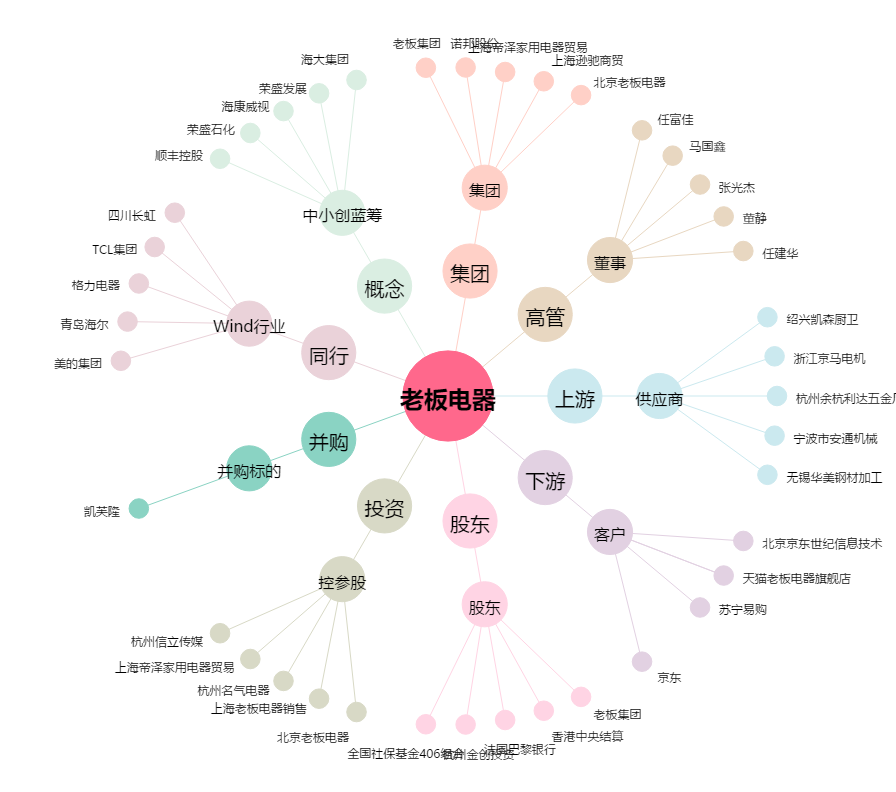 老板集团
诺邦股份
上海帝泽家用电器贸易
上海逊驰商贸
北京老板电器
集团
集团
海大集团
荣盛发展
海康威视
荣盛石化
顺丰控股
中小创蓝筹
概念
任富佳
马国鑫
张光杰
董静
任建华
董事
高管
四川长虹
TCL集团
格力电器
青岛海尔
美的集团
Wind行业
同行
老板电器
上游
供应商
绍兴凯森厨卫
浙江京马电机
杭州余杭利达五金
宁波市安通机械
无锡华美钢材加工
并购
并购标的
凯芙隆
下游
客户
北京京东世纪信息技术
天猫老板电器旗舰店
苏宁易购
京东
投资
控参股
杭州信立传媒
上海帝泽家用电器贸易
杭州名气电器
上海老板电器销售
北京老板电器
股东
股东
老板集团
香港中央结算
法国巴黎银行
杭州金创投资
全国社保基金406组合